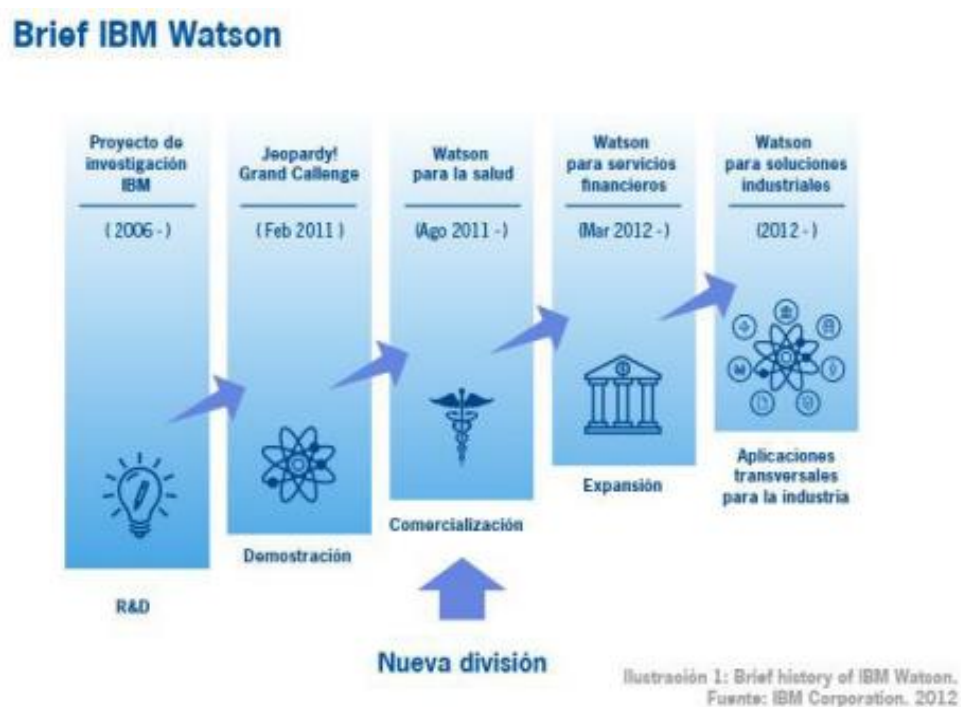 Brief IBM Watson
Proyecto de
investigación
IBM
( 2006 - )
R&D
Jeopardy!
Grand Callenge
( Feb 2011 )
Demostración
Watson
para la salud
(Ago 2011 - )
Comercialización
Nueva división
Watson
para servicios
financieros
(Mar 2012 - )
Expansión
Watson
para soluciones
industriales
(2012 - )
Aplicaciones
transversales
para la industria
Ilustración 1: Brief history of IBM Watson.
Fuente: IBM Corporation. 2012